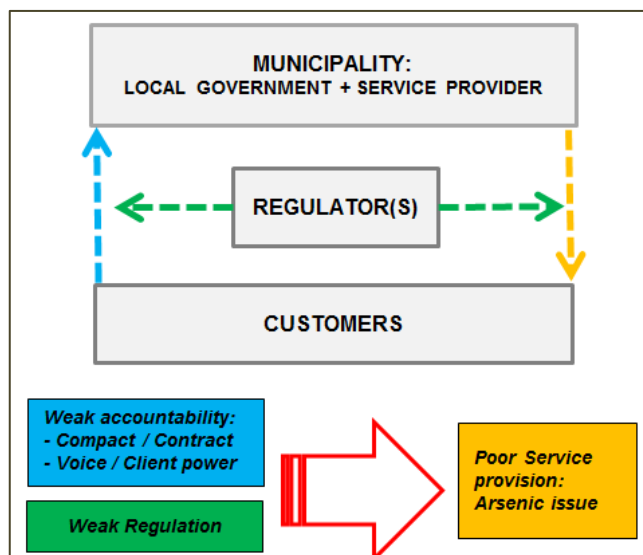 MUNICIPALITY:
LOCAL GOVERNMENT + SERVICE PROVIDER
REGULATOR(S)
CUSTOMERS
Weak accountability:
- Compact / Contract
- Voice / Client power
Poor Service
provision:
Arsenic issue
Weak Regulation